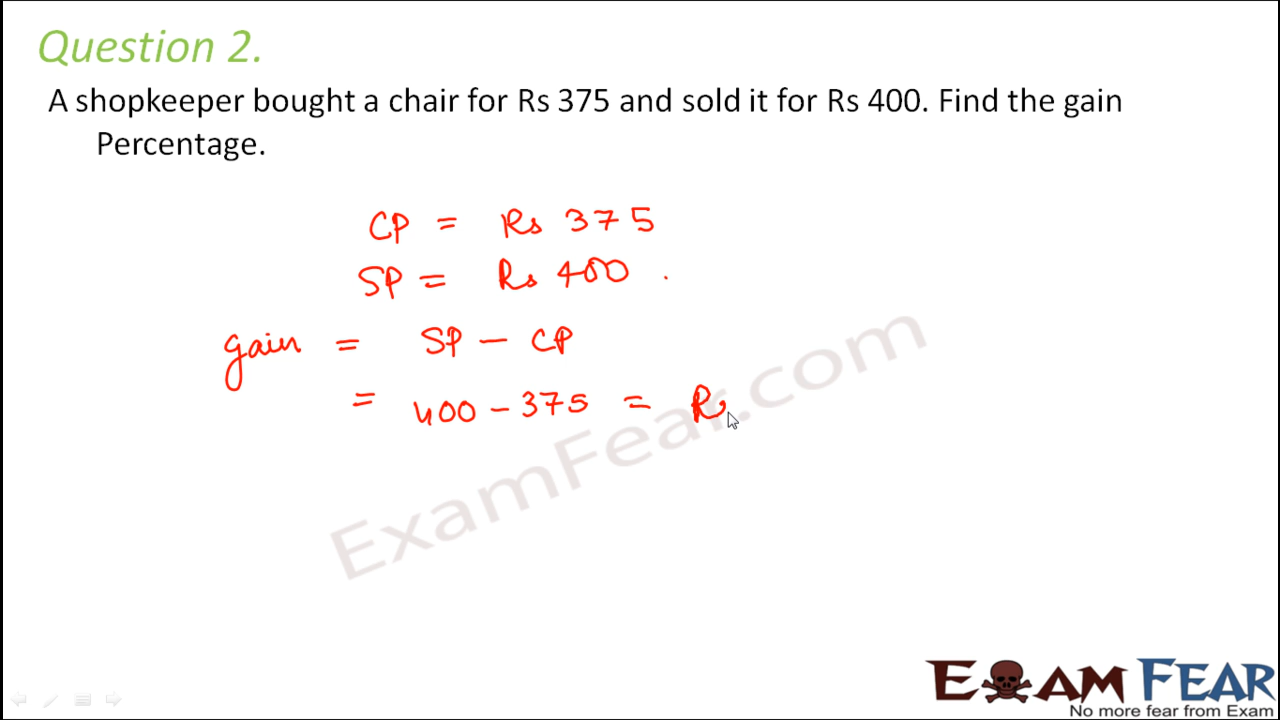 Question 2.
A shopkeeper bought a chair for Rs 375 and sold it for Rs 400. Find the gain
Percentage.
CP = Rs 375
SP = Rs 400 .
gain = SP - CP
= 400 - 375 = Rs
ExamFear.com
EXAM FEAR
No more fear from Exam